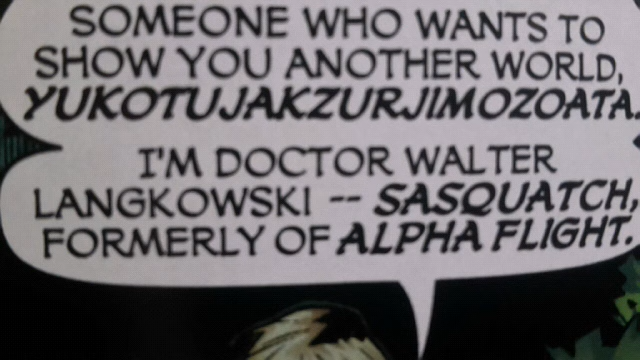 SOMEONE WHO WANTS TO
SHOW YOU ANOTHER WORLD,
YUKOTUJAKZURJIMOZOATA.
I'M DOCTOR WALTER
LANGKOWSKI -- SASQUATCH,
FORMERLY OF ALPHA FLIGHT.